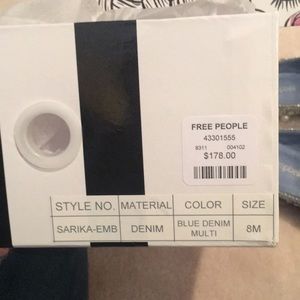 FREE PEOPLE
43301555
8311 004102
$178.00
STYLE NO. MATERIAL COLOR SIZE
SARIKA-EMB DENIM BLUE DENIM MULTI 8M